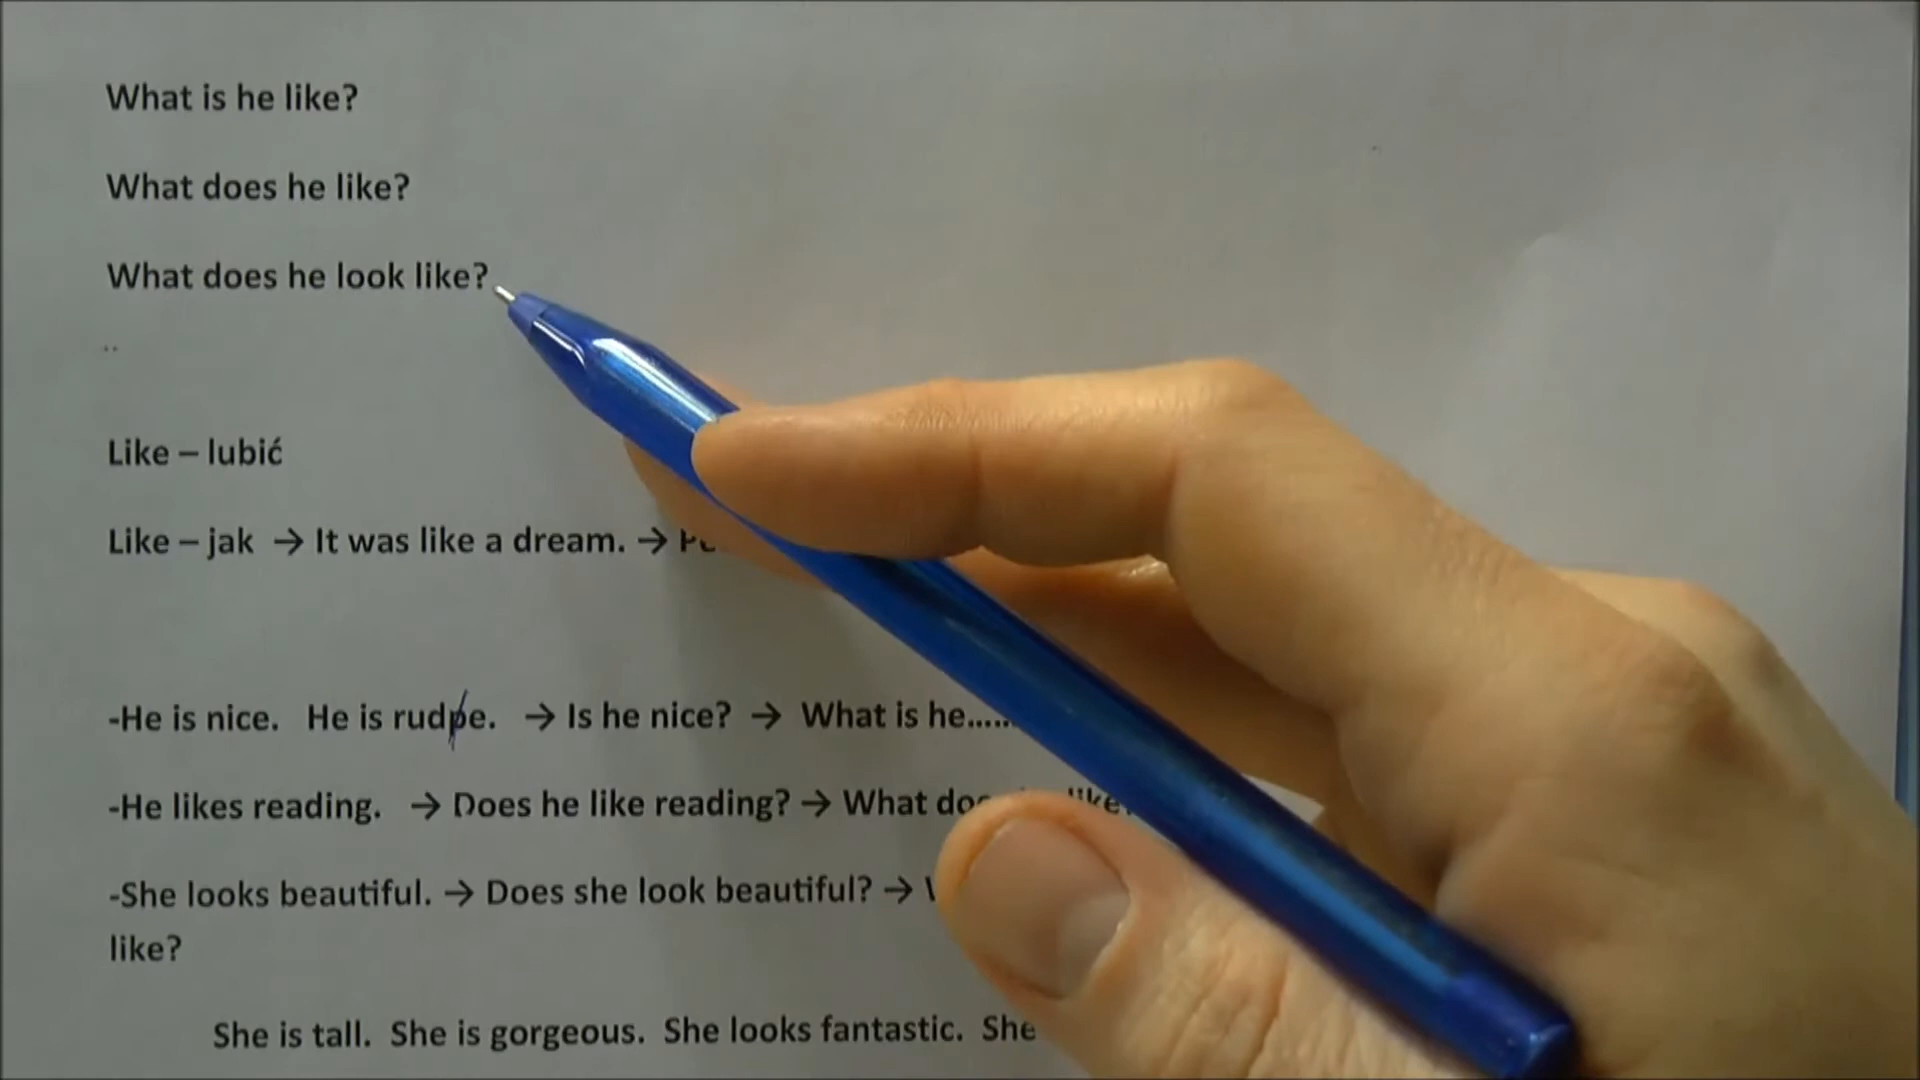 What is he like?
What does he like?
What does he look like?
..
Like – lubić
Like – jak → It was like a dream. →
-He is nice. He is rudpe. → Is he nice? → What is he......
-He likes reading. → Does he like reading? → What like
-She looks beautiful. → Does she look beautiful? →
like?
She is tall. She is gorgeous. She looks fantastic. She